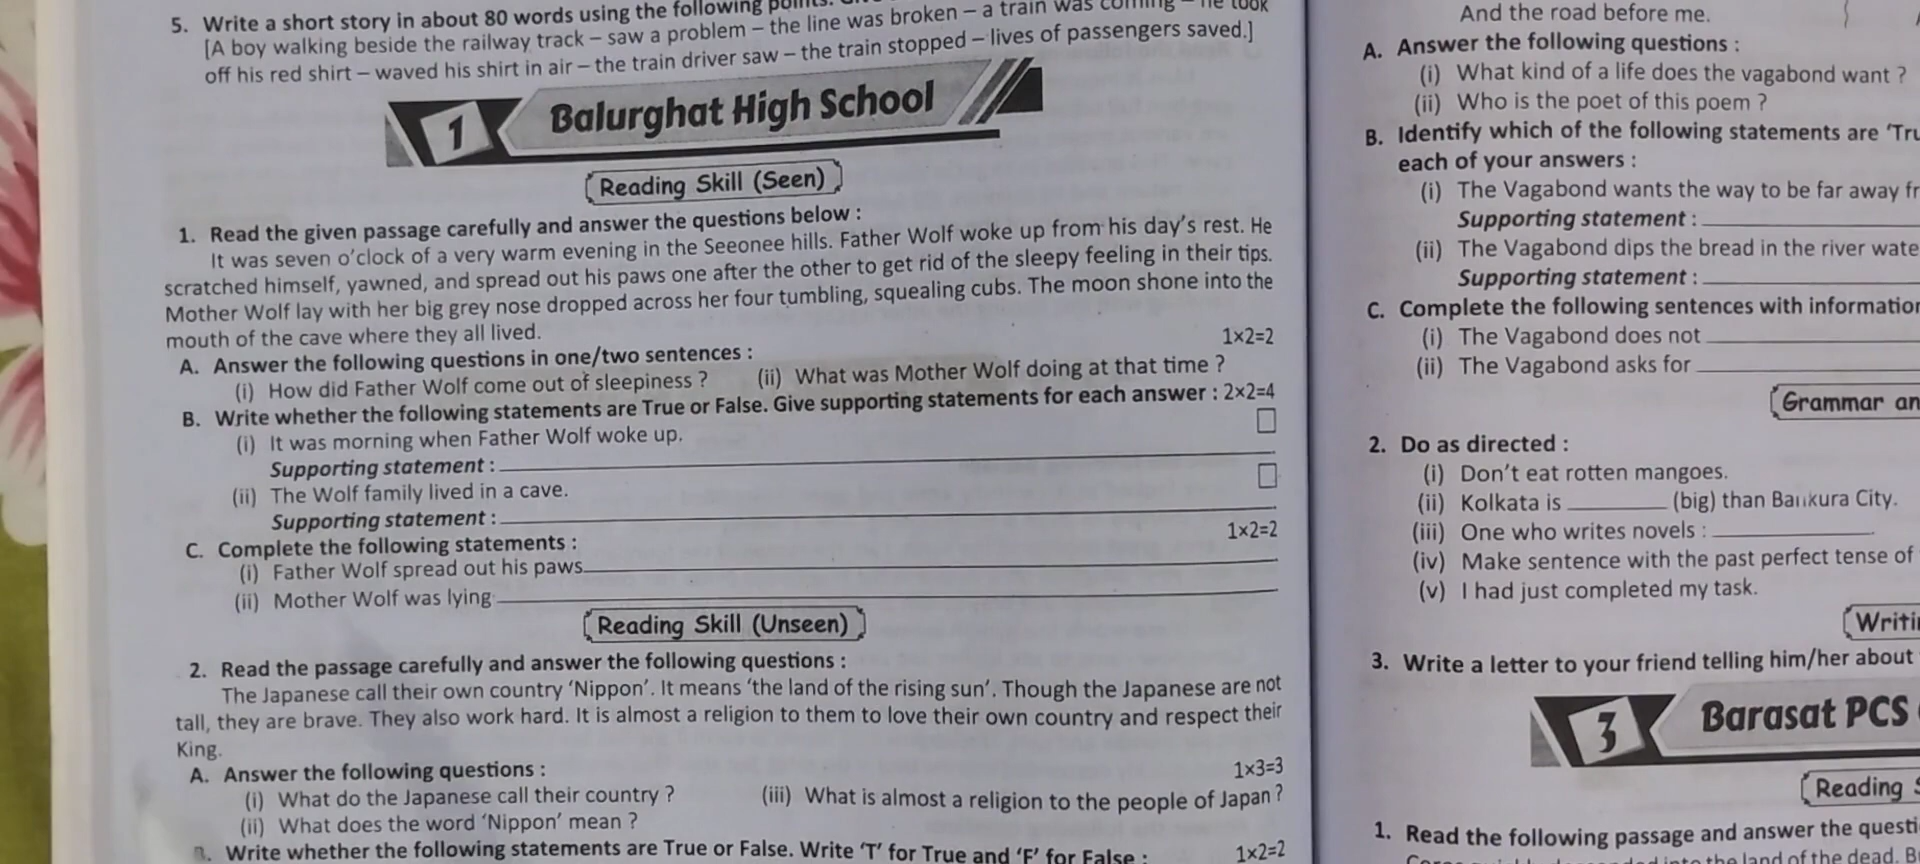 5. Write a short story in about 80 words using the following points.
[A boy walking beside the railway track – saw a problem – the line was broken – a train was coming – he took
off his red shirt – waved his shirt in air – the train driver saw – the train stopped – lives of passengers saved.]
1 Balurghat High School
Reading Skill (Seen)
1. Read the given passage carefully and answer the questions below :
It was seven o'clock of a very warm evening in the Seeonee hills. Father Wolf woke up from his day's rest. He
scratched himself, yawned, and spread out his paws one after the other to get rid of the sleepy feeling in their tips.
Mother Wolf lay with her big grey nose dropped across her four tumbling, squealing cubs. The moon shone into the
mouth of the cave where they all lived.
A. Answer the following questions in one/two sentences : 1×2=2
(i) How did Father Wolf come out of sleepiness ? (ii) What was Mother Wolf doing at that time ?
B. Write whether the following statements are True or False. Give supporting statements for each answer : 2×2=4
(i) It was morning when Father Wolf woke up.
Supporting statement :
(ii) The Wolf family lived in a cave.
Supporting statement :
C. Complete the following statements : 1×2=2
(i) Father Wolf spread out his paws
(ii) Mother Wolf was lying
Reading Skill (Unseen)
2. Read the passage carefully and answer the following questions :
The Japanese call their own country 'Nippon'. It means 'the land of the rising sun'. Though the Japanese are not
tall, they are brave. They also work hard. It is almost a religion to them to love their own country and respect their
King.
A. Answer the following questions : 1×3=3
(i) What do the Japanese call their country ? (iii) What is almost a religion to the people of Japan ?
(ii) What does the word 'Nippon' mean ?
Write whether the following statements are True or False. Write 'T' for True and 'F' for False : 1×2=2
And the road before me.
A. Answer the following questions :
(i) What kind of a life does the vagabond want ?
(ii) Who is the poet of this poem ?
B. Identify which of the following statements are
each of your answers :
(i) The Vagabond wants the way to be far away
Supporting statement :
(ii) The Vagabond dips the bread in the river
Supporting statement :
C. Complete the following sentences with
(i) The Vagabond does not
(ii) The Vagabond asks for
Grammar
2. Do as directed :
(i) Don't eat rotten mangoes.
(ii) Kolkata is ______ (big) than Bankura City.
(iii) One who writes novels :
(iv) Make sentence with the past perfect tense of
(v) I had just completed my task.
3. Write a letter to your friend telling him/her about
3 Barasat PCS
Reading
1. Read the following passage and answer the
the land of the dead.